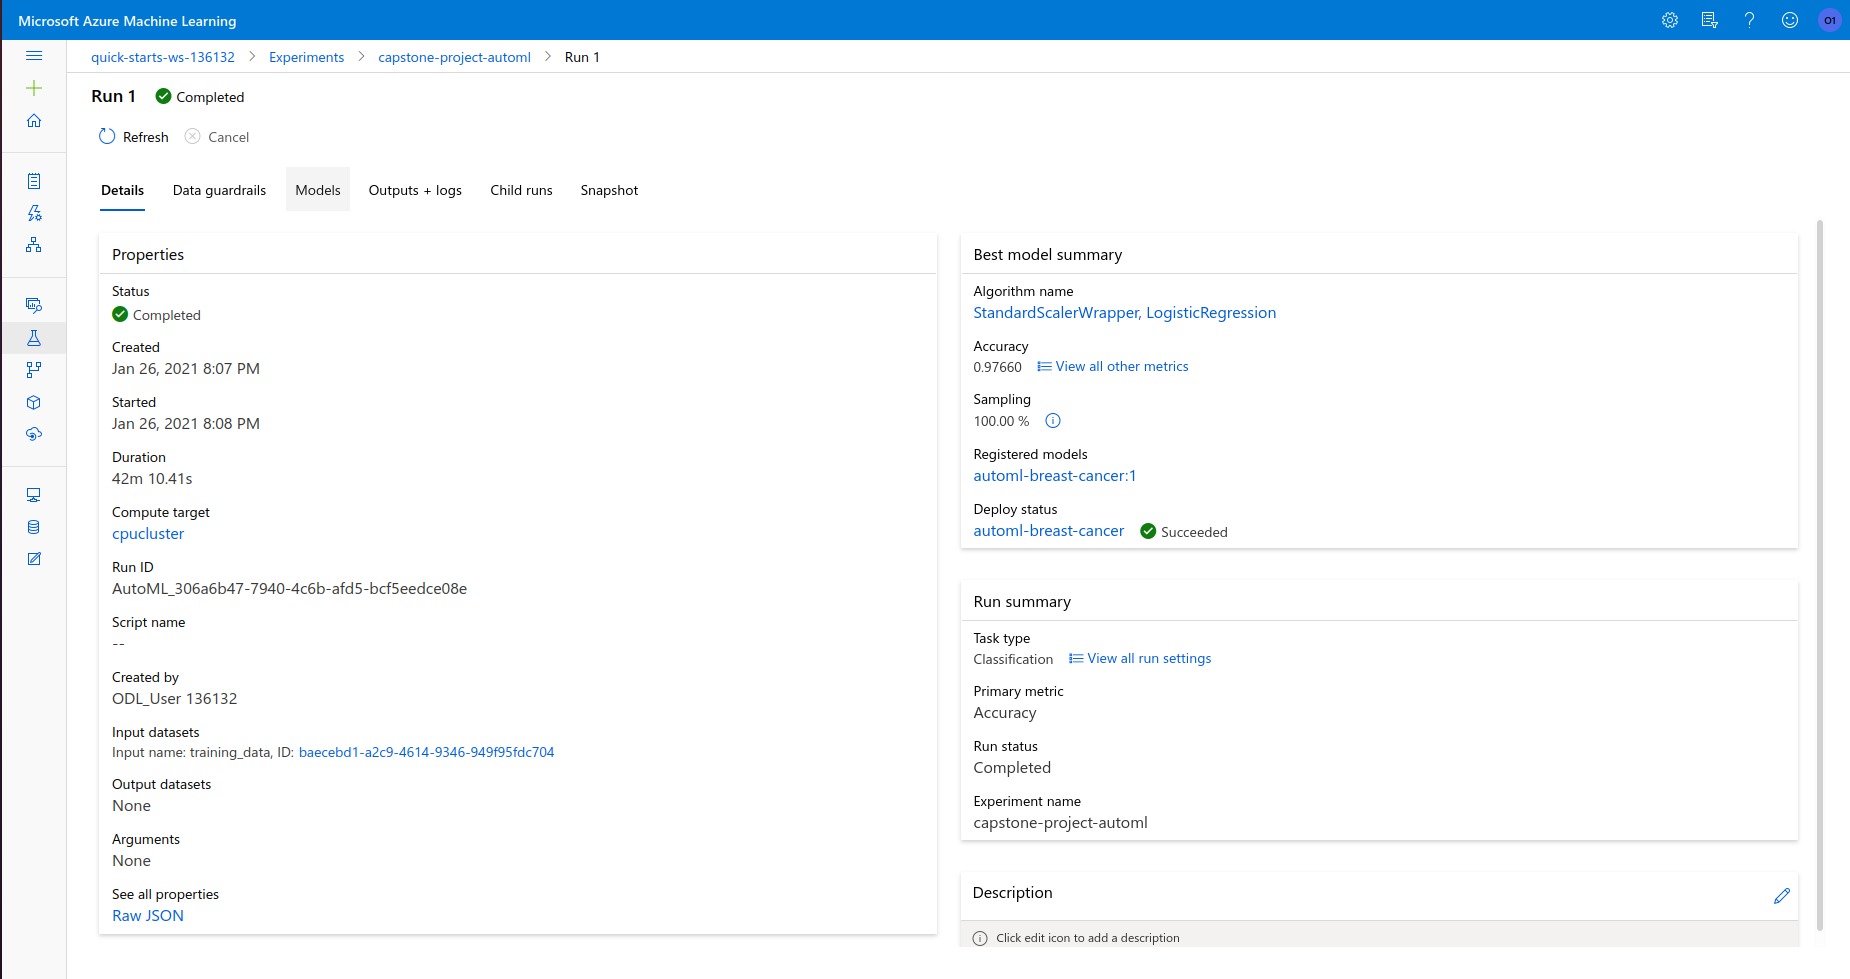 Microsoft Azure Machine Learning
O1
quick-starts-ws-136132 > Experiments > capstone-project-automl > Run 1
Run 1 Completed
Refresh Cancel
Details Data guardrails Models Outputs + logs Child runs Snapshot
Properties
Status
Completed
Created
Jan 26, 2021 8:07 PM
Started
Jan 26, 2021 8:08 PM
Duration
42m 10.41s
Compute target
cpucluster
Run ID
AutoML_306a6b47-7940-4c6b-afd5-bcf5eedce08e
Script name
--
Created by
ODL_User 136132
Input datasets
Input name: training_data, ID: baecebd1-a2c9-4614-9346-949f95fdc704
Output datasets
None
Arguments
None
See all properties
Raw JSON
Best model summary
Algorithm name
StandardScalerWrapper, LogisticRegression
Accuracy
0.97660 View all other metrics
Sampling
100.00 %
Registered models
automl-breast-cancer:1
Deploy status
automl-breast-cancer Succeeded
Run summary
Task type
Classification View all run settings
Primary metric
Accuracy
Run status
Completed
Experiment name
capstone-project-automl
Description
Click edit icon to add a description